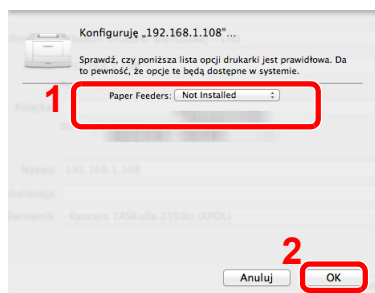 Konfiguruję „192.168.1.108"...
Sprawdź, czy poniższa lista opcji drukarki jest prawidłowa. Da
to pewność, że opcje te będą dostępne w systemie.
1
Paper Feeders: Not Installed
Nazwa: 192.168.1.108
Kyocera TASKalfa 2550ci (KPDL)
2
Anuluj
OK